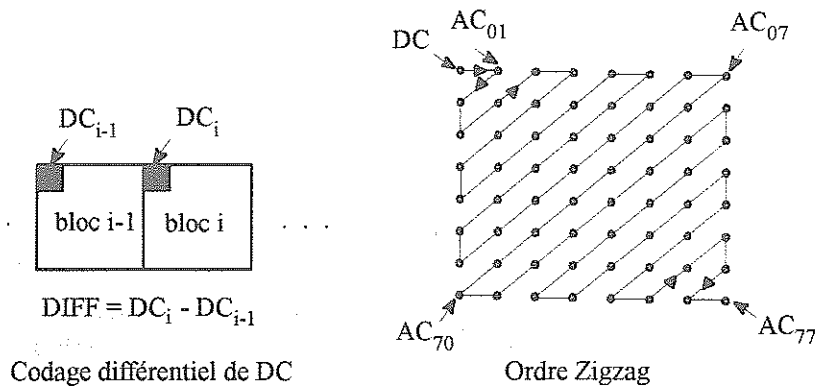 DC_{i-1}
DC_i
bloc i-1
bloc i
. . .
DIFF = DC_i - DC_{i-1}
Codage différentiel de DC
DC
AC_{01}
AC_{07}
AC_{70}
AC_{77}
Ordre Zigzag